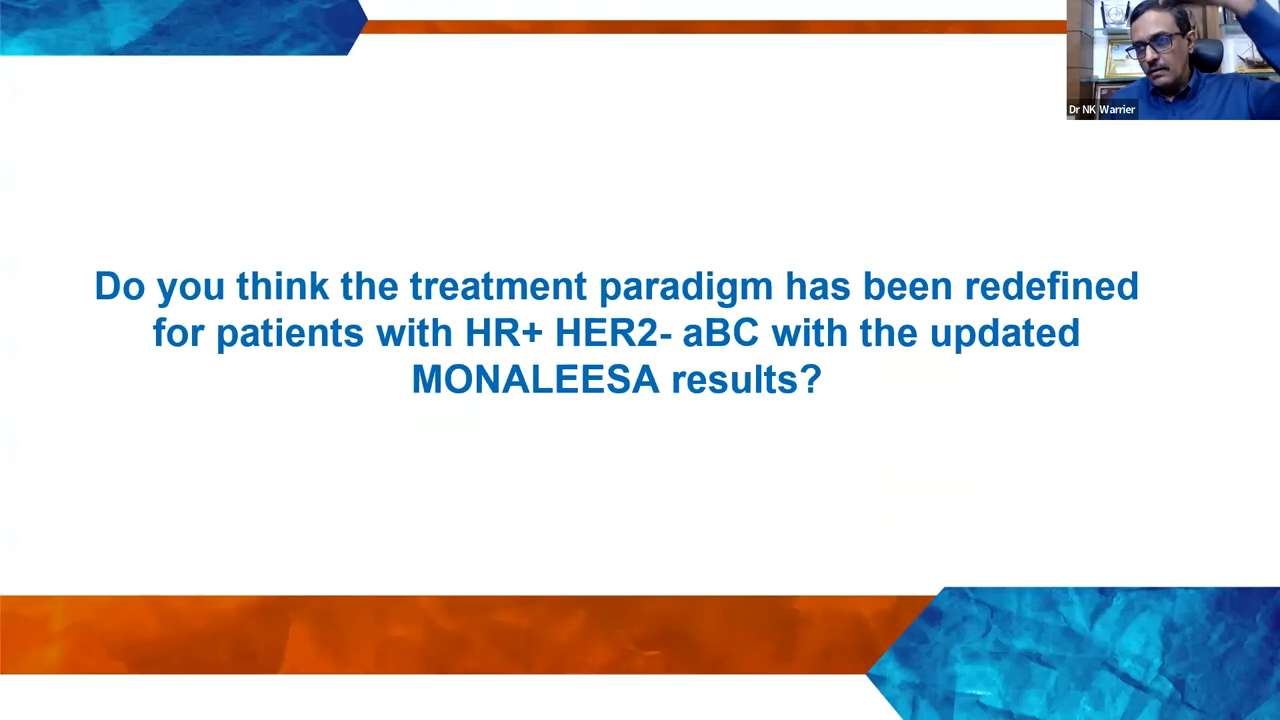 Dr NK Warrier
Do you think the treatment paradigm has been redefined
for patients with HR+ HER2- aBC with the updated
MONALEESA results?